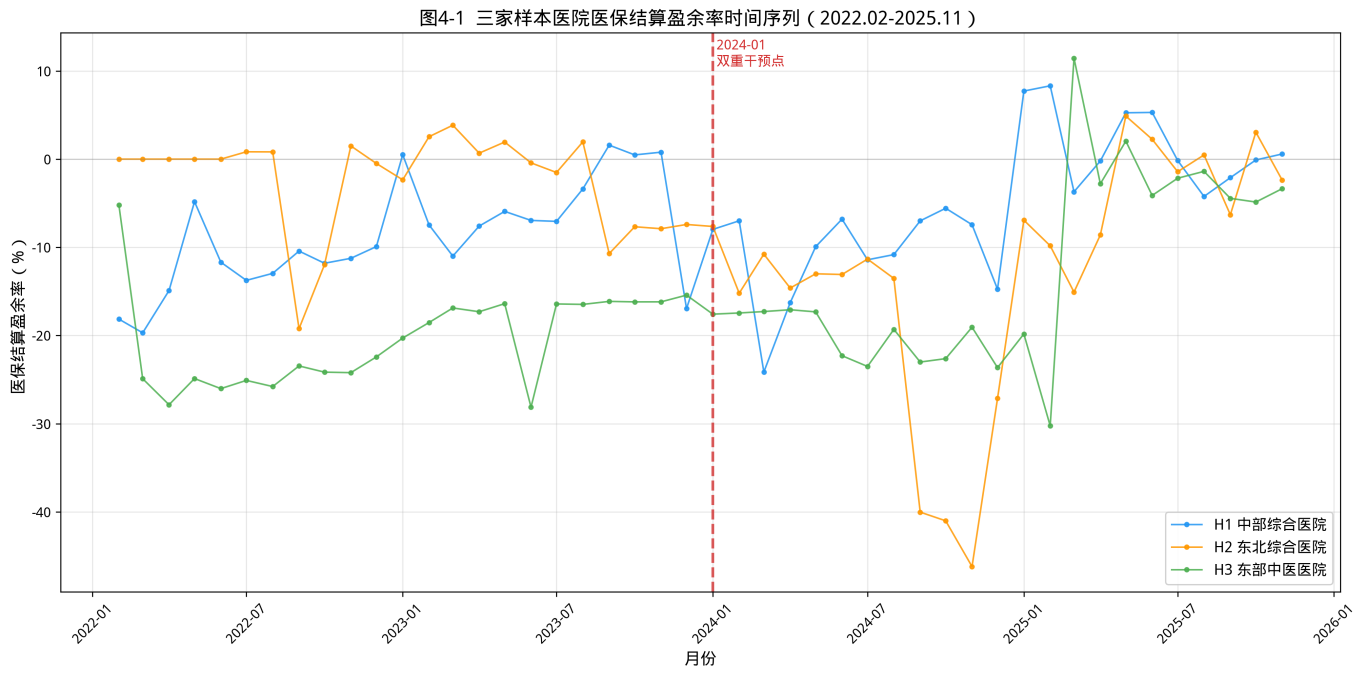 图4-1 三家样本医院医保结算盈余率时间序列（2022.02-2025.11）
2024-01
双重干预点
医保结算盈余率（%）
10
0
-10
-20
-30
-40
H1 中部综合医院
H2 东北综合医院
H3 东部中医医院
2022-01
2022-07
2023-01
2023-07
2024-01
2024-07
2025-01
2025-07
2026-01
月份